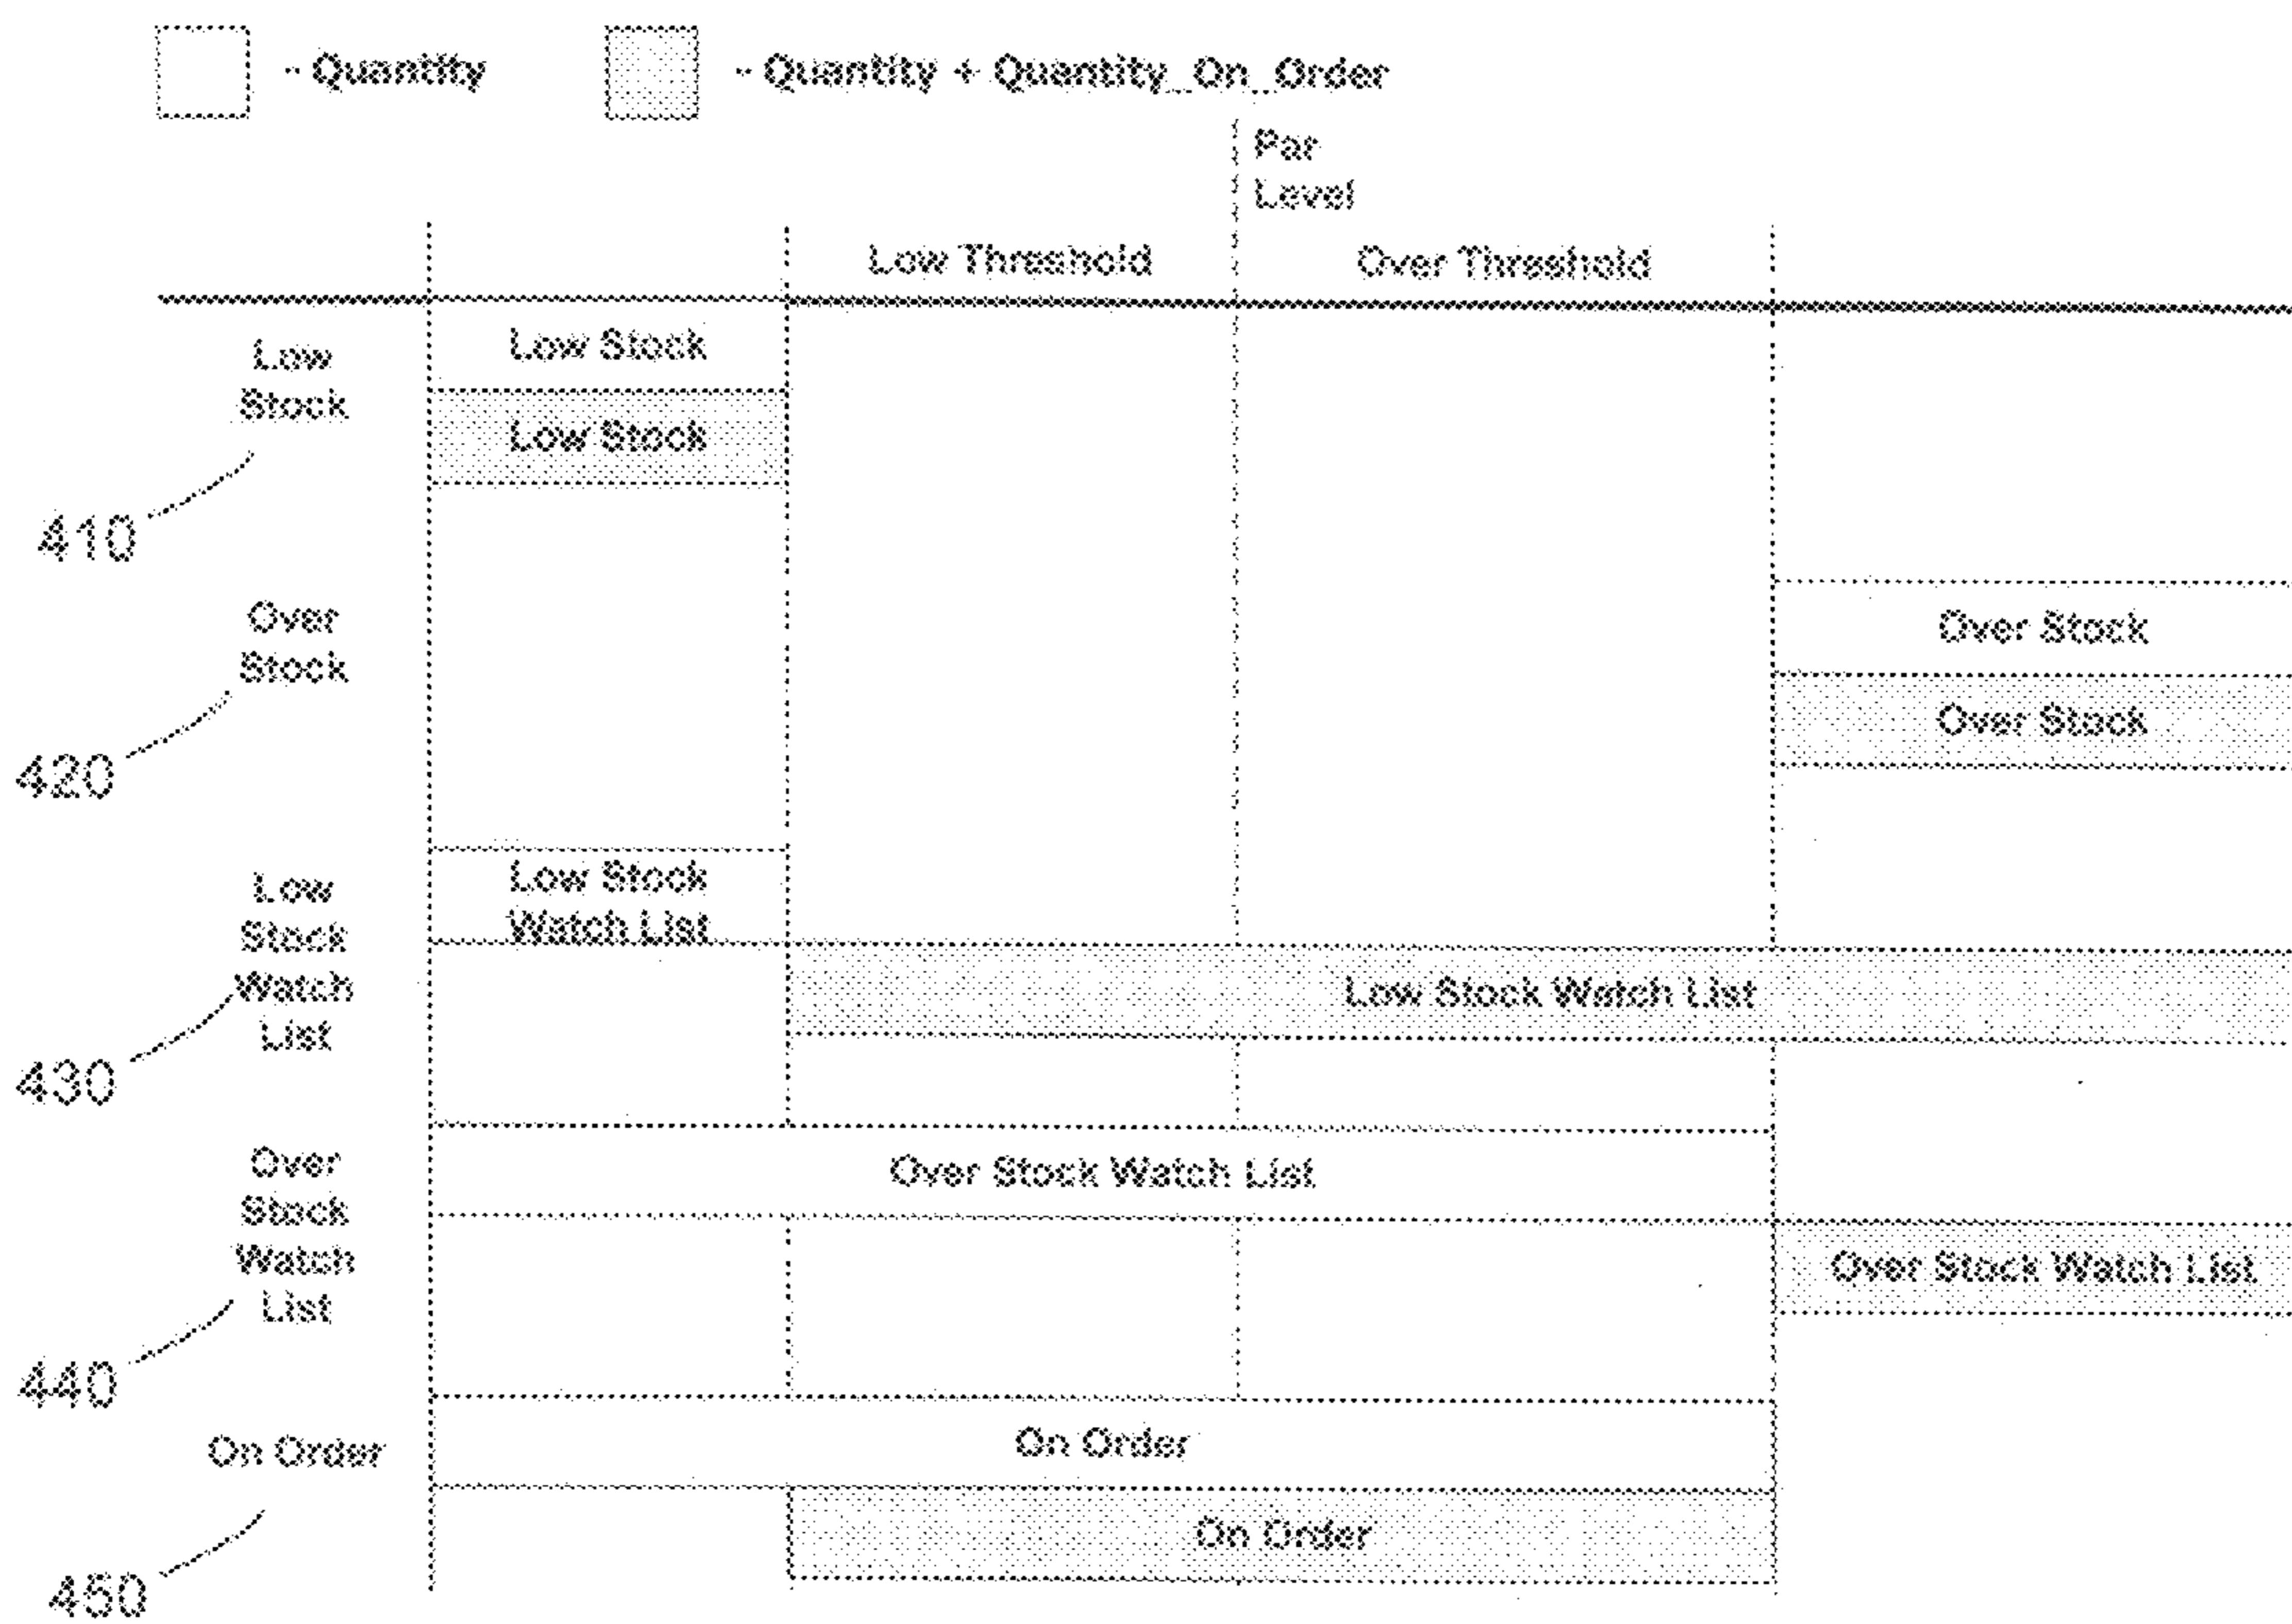 - Quantity
- Quantity + Quantity_On_Order
Par
Level
Low Threshold
Over Threshold
Low
Stock
Low Stock
Low Stock
410
Over
Stock
Over Stock
Over Stock
420
Low
Stock
Watch
List
Low Stock
Watch List
Low Stock Watch List
430
Over
Stock
Watch
List
Over Stock Watch List
Over Stock Watch List
440
On Order
On Order
On Order
450